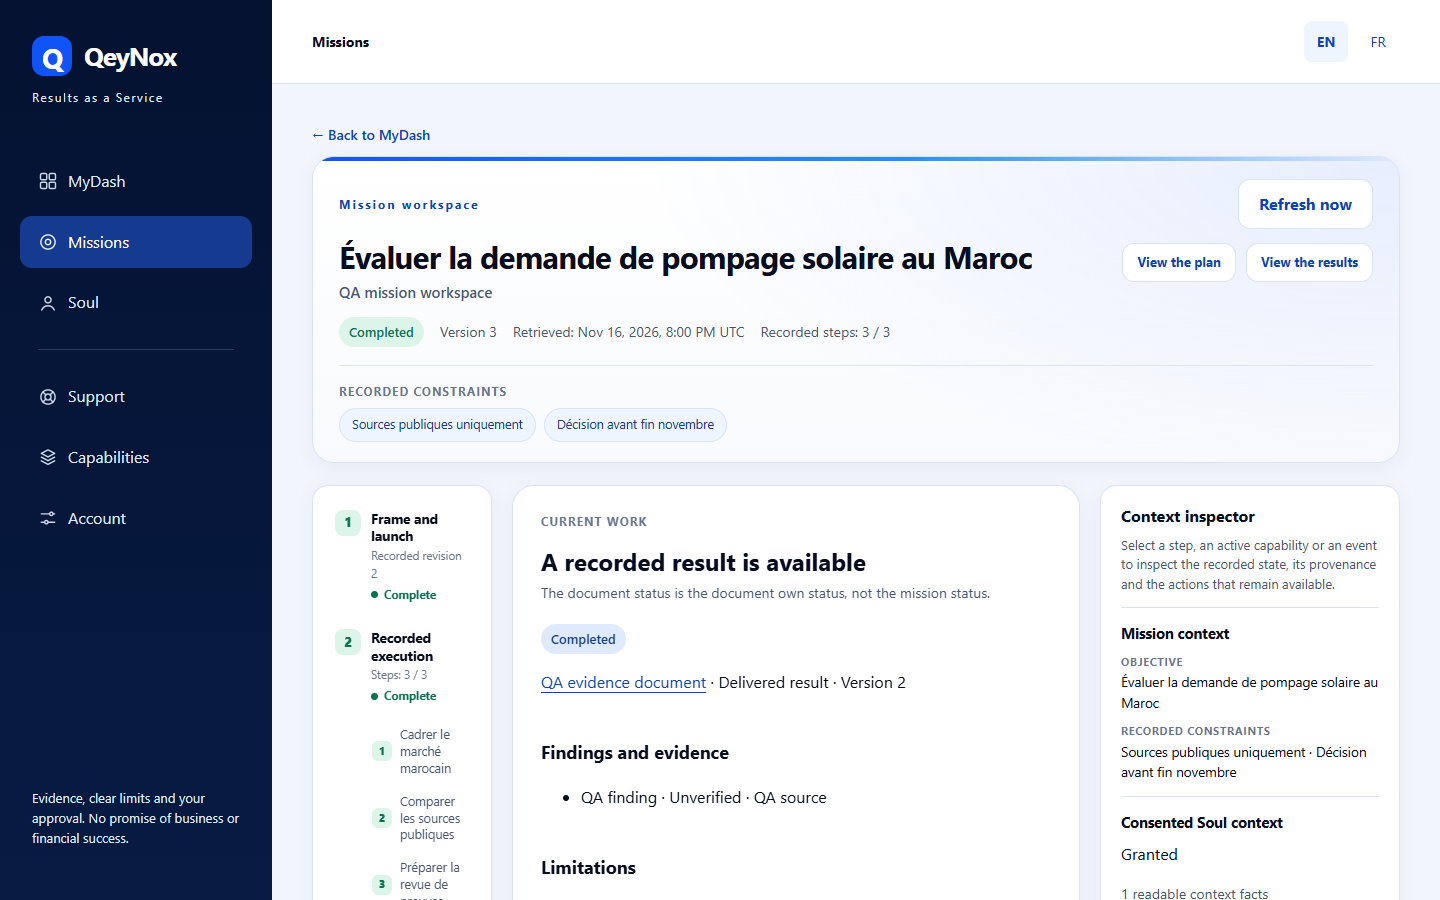 Q QeyNox
Results as a Service
MyDash
Missions
Soul
Support
Capabilities
Account
Evidence, clear limits and your
approval. No promise of business or
financial success.
Missions
EN
FR
← Back to MyDash
Mission workspace
Refresh now
Évaluer la demande de pompage solaire au Maroc
View the plan
View the results
QA mission workspace
Completed
Version 3
Retrieved: Nov 16, 2026, 8:00 PM UTC
Recorded steps: 3 / 3
RECORDED CONSTRAINTS
Sources publiques uniquement
Décision avant fin novembre
1
Frame and
launch
Recorded revision
2
Complete
2
Recorded
execution
Steps: 3 / 3
Complete
1
Cadrer le
marché
marocain
2
Comparer
les sources
publiques
3
Préparer la
revue de
CURRENT WORK
A recorded result is available
The document status is the document own status, not the mission status.
Completed
QA evidence document · Delivered result · Version 2
Findings and evidence
• QA finding · Unverified · QA source
Limitations
Context inspector
Select a step, an active capability or an event
to inspect the recorded state, its provenance
and the actions that remain available.
Mission context
OBJECTIVE
Évaluer la demande de pompage solaire au
Maroc
RECORDED CONSTRAINTS
Sources publiques uniquement · Décision
avant fin novembre
Consented Soul context
Granted
1 readable context facts